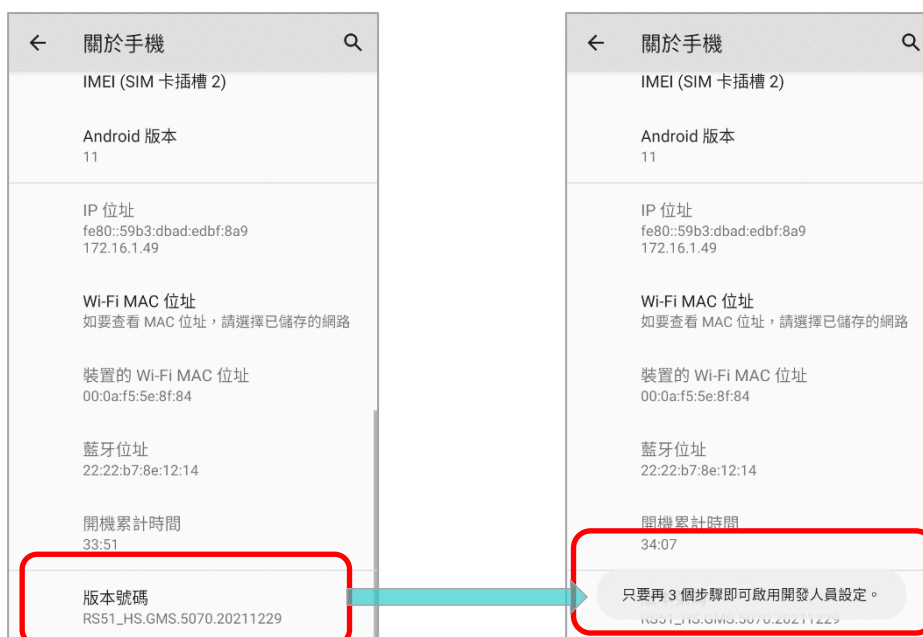 關於手機
IMEI (SIM 卡插槽 2)
Android 版本
11
IP 位址
fe80::59b3:dbad:edbf:8a9
172.16.1.49
Wi-Fi MAC 位址
如要查看 MAC 位址，請選擇已儲存的網路
裝置的 Wi-Fi MAC 位址
00:0a:f5:5e:8f:84
藍牙位址
22:22:b7:8e:12:14
開機累計時間
33:51
版本號碼
RS51_HS.GMS.5070.20211229
關於手機
IMEI (SIM 卡插槽 2)
Android 版本
11
IP 位址
fe80::59b3:dbad:edbf:8a9
172.16.1.49
Wi-Fi MAC 位址
如要查看 MAC 位址，請選擇已儲存的網路
裝置的 Wi-Fi MAC 位址
00:0a:f5:5e:8f:84
藍牙位址
22:22:b7:8e:12:14
開機累計時間
34:07
只要再 3 個步驟即可啟用開發人員設定。
RS51_HS.GMS.5070.20211229